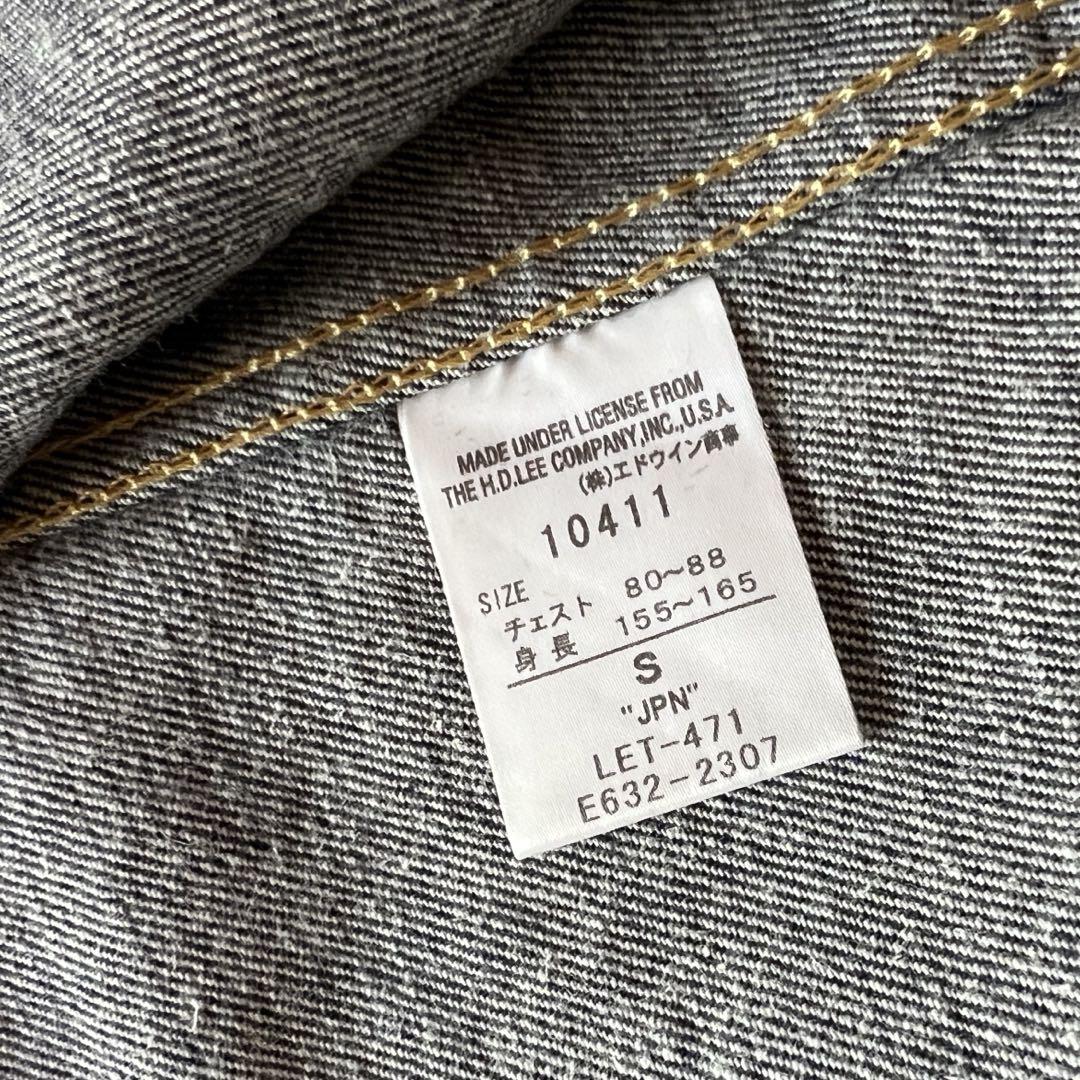 MADE UNDER LICENSE FROM
THE H.D.LEE COMPANY,INC.,U.S.A.
(株)エドウイン商事
10411
SIZE
チェスト 80~88
身長 155~165
S
"JPN"
LET-471
E632-2307